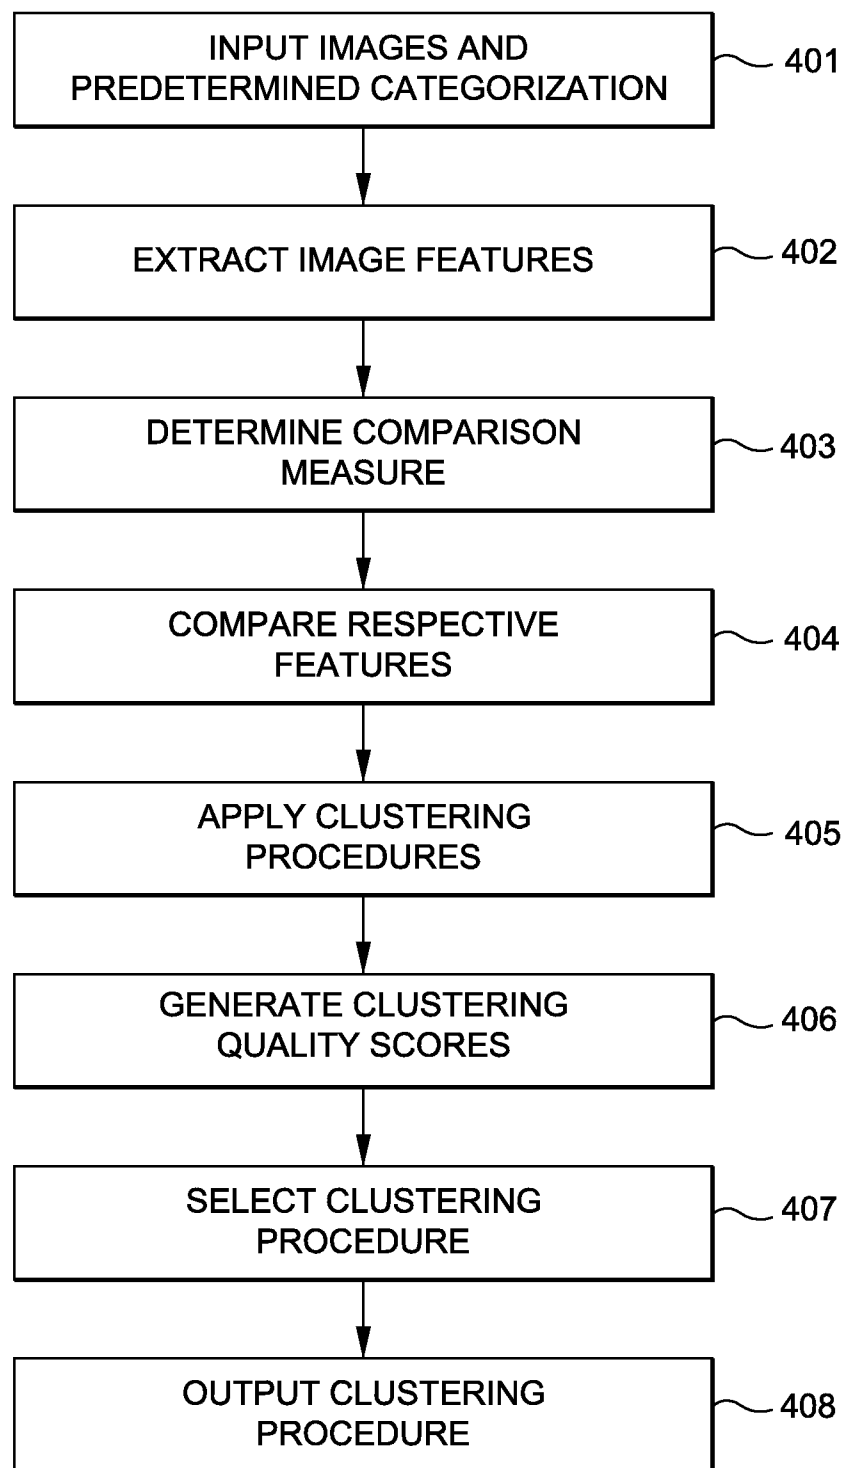 INPUT IMAGES AND
PREDETERMINED CATEGORIZATION
401
EXTRACT IMAGE FEATURES
402
DETERMINE COMPARISON
MEASURE
403
COMPARE RESPECTIVE
FEATURES
404
APPLY CLUSTERING
PROCEDURES
405
GENERATE CLUSTERING
QUALITY SCORES
406
SELECT CLUSTERING
PROCEDURE
407
OUTPUT CLUSTERING
PROCEDURE
408